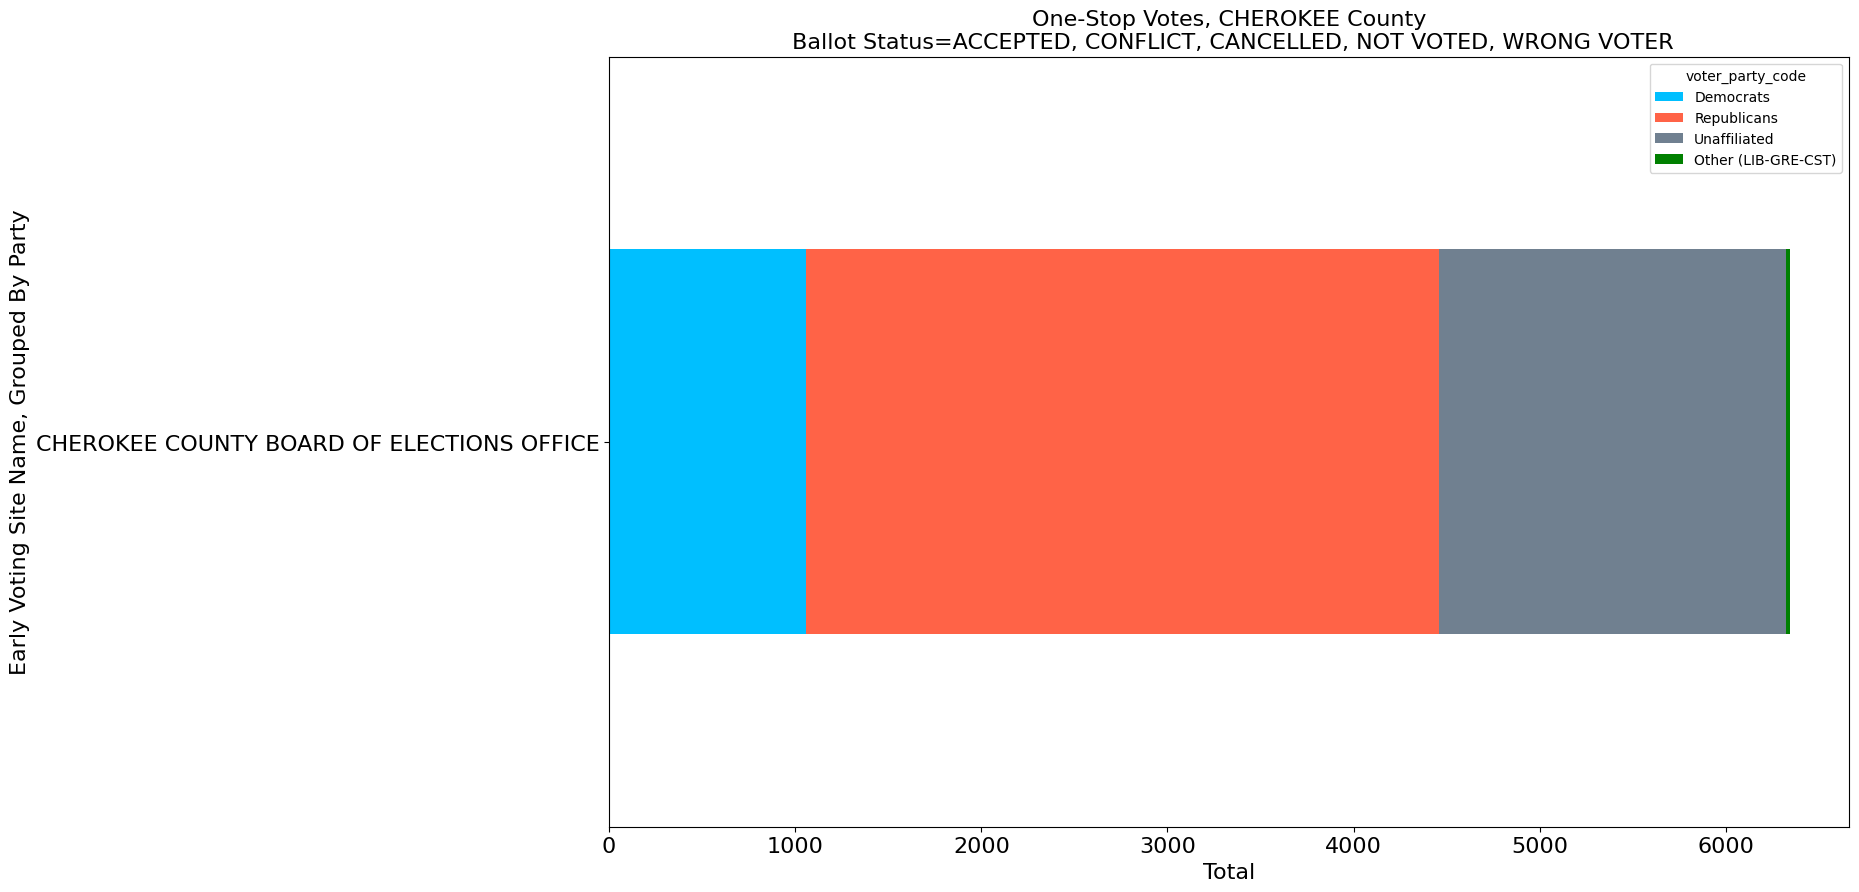 One-Stop Votes, CHEROKEE County
Ballot Status=ACCEPTED, CONFLICT, CANCELLED, NOT VOTED, WRONG VOTER
voter_party_code
Democrats
Republicans
Unaffiliated
Other (LIB-GRE-CST)
Early Voting Site Name, Grouped By Party
CHEROKEE COUNTY BOARD OF ELECTIONS OFFICE
0 1000 2000 3000 4000 5000 6000
Total